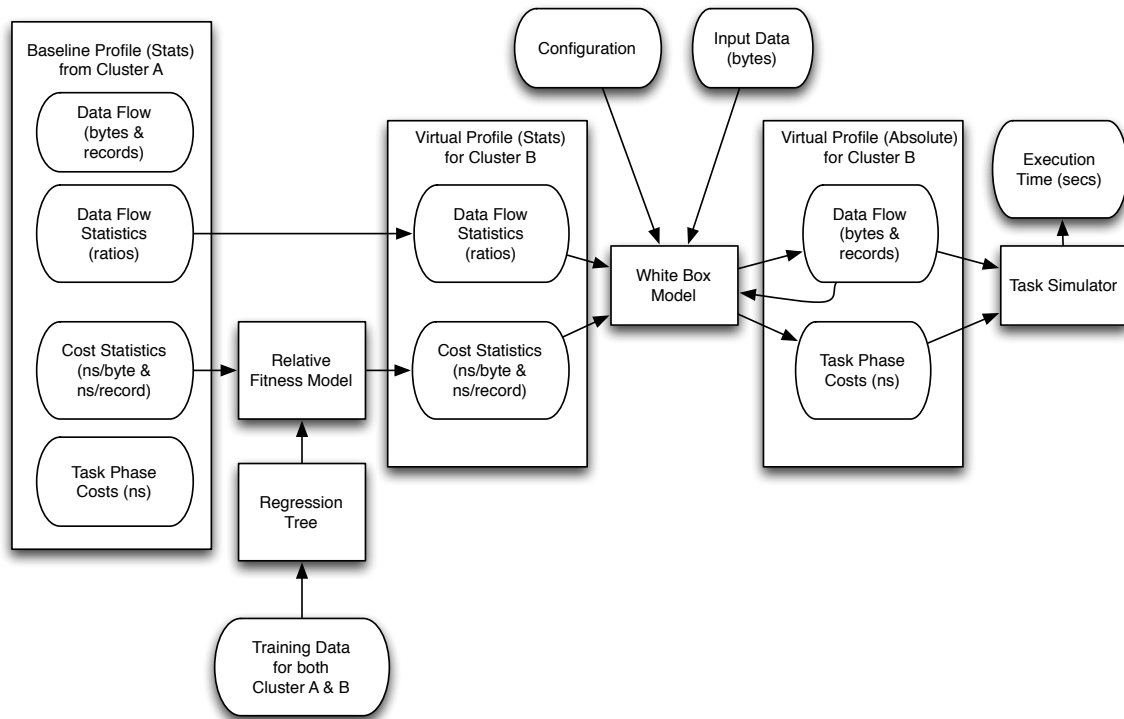 Baseline Profile (Stats)
from Cluster A
Data Flow
(bytes &
records)
Data Flow
Statistics
(ratios)
Cost Statistics
(ns/byte &
ns/record)
Task Phase
Costs (ns)
Relative
Fitness Model
Regression
Tree
Training Data
for both
Cluster A & B
Virtual Profile (Stats)
for Cluster B
Data Flow
Statistics
(ratios)
Cost Statistics
(ns/byte &
ns/record)
Configuration
Input Data
(bytes)
White Box
Model
Virtual Profile (Absolute)
for Cluster B
Data Flow
(bytes &
records)
Task Phase
Costs (ns)
Execution
Time (secs)
Task Simulator